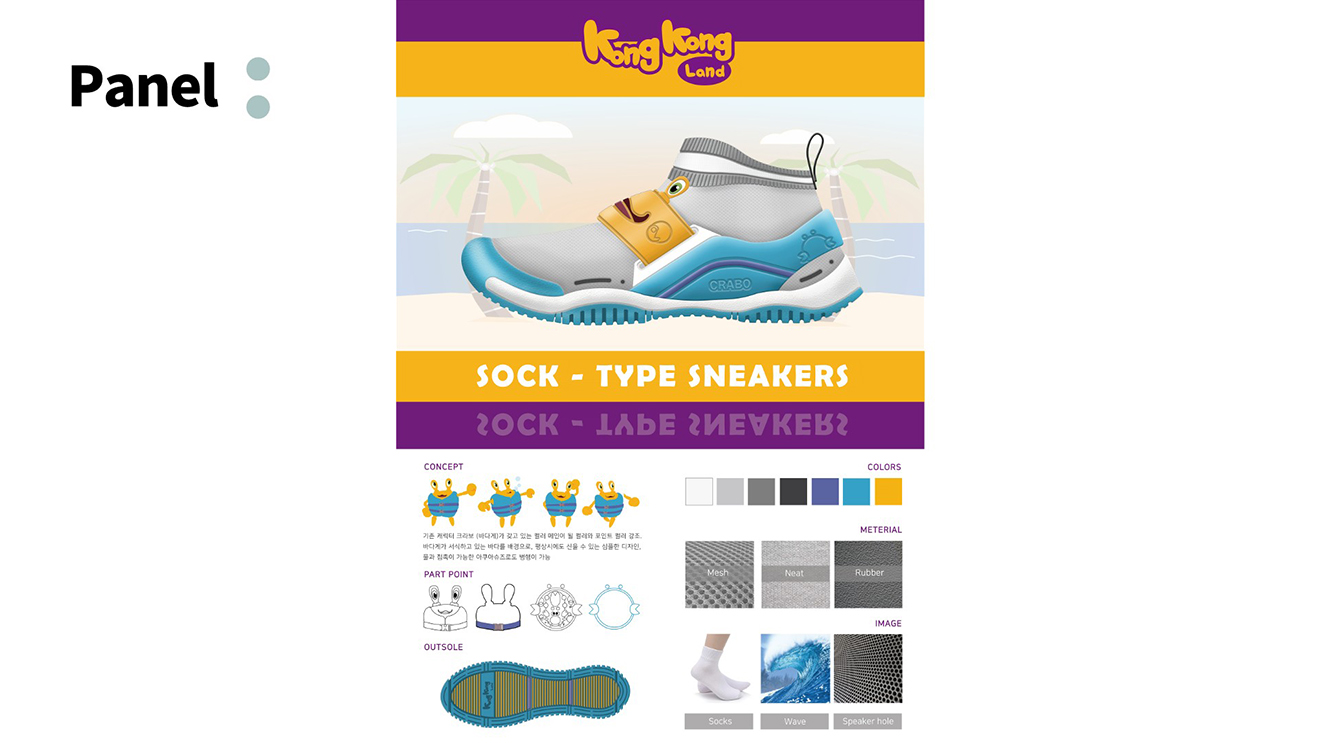 Panel
Kong Kong
Land
CRABO
SOCK - TYPE SNEAKERS
SOCK - TYPE SNEAKERS
CONCEPT
기존 캐릭터 크라보 (바다게)가 갖고 있는 컬러 메인이 될 컬러와 포인트 컬러 강조.
바다게가 서식하고 있는 바다를 배경으로, 평상시에도 신을 수 있는 심플한 디자인,
물과 접촉이 가능한 아쿠아슈즈로도 변형이 가능
PART POINT
OUTSOLE
Kong Kong
COLORS
METERIAL
Mesh
Neat
Rubber
IMAGE
Socks
Wave
Speaker hole